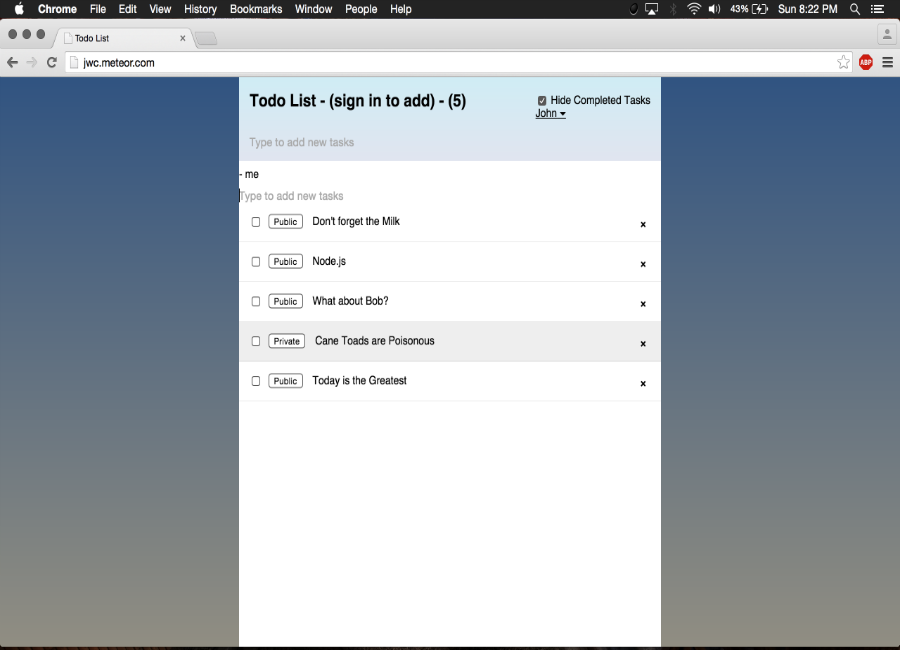 Chrome File Edit View History Bookmarks Window People Help 43% Sun 8:22 PM
Todo List x
jwc.meteor.com ABP
Todo List - (sign in to add) - (5)
Hide Completed Tasks
John
Type to add new tasks
- me
Type to add new tasks
Public Don't forget the Milk x
Public Node.js x
Public What about Bob? x
Private Cane Toads are Poisonous x
Public Today is the Greatest x